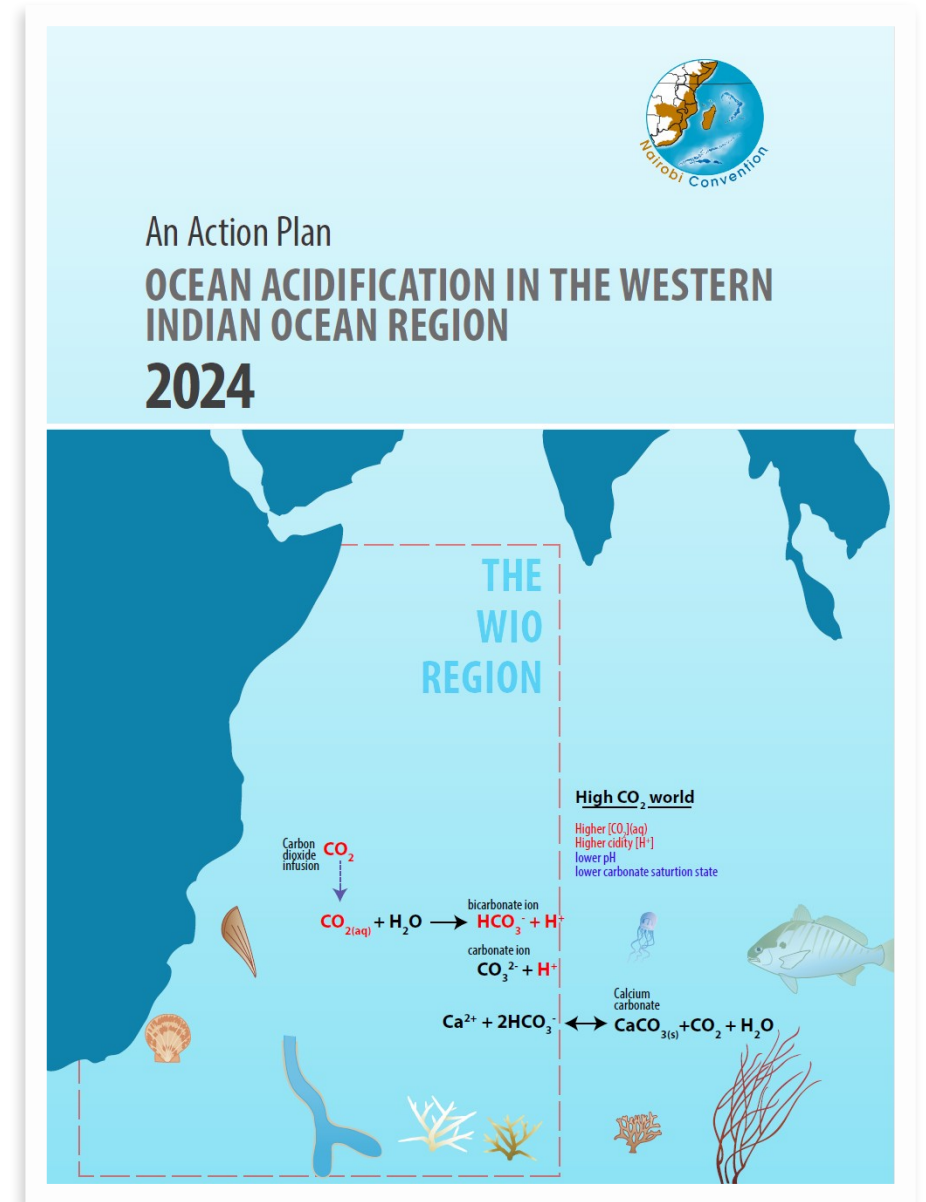 Nairobi Convention
An Action Plan
OCEAN ACIDIFICATION IN THE WESTERN
INDIAN OCEAN REGION
2024
THE
WIO
REGION
High CO₂ world
Higher [CO₂](aq)
Higher cidity [H⁺]
lower pH
lower carbonate saturtion state
Carbon
dioxide
infusion
CO₂
CO₂(aq) + H₂O → HCO₃⁻ + H⁺
bicarbonate ion
carbonate ion
CO₃²⁻ + H⁺
Calcium
carbonate
Ca²⁺ + 2HCO₃⁻ ↔ CaCO₃(s)+CO₂ + H₂O